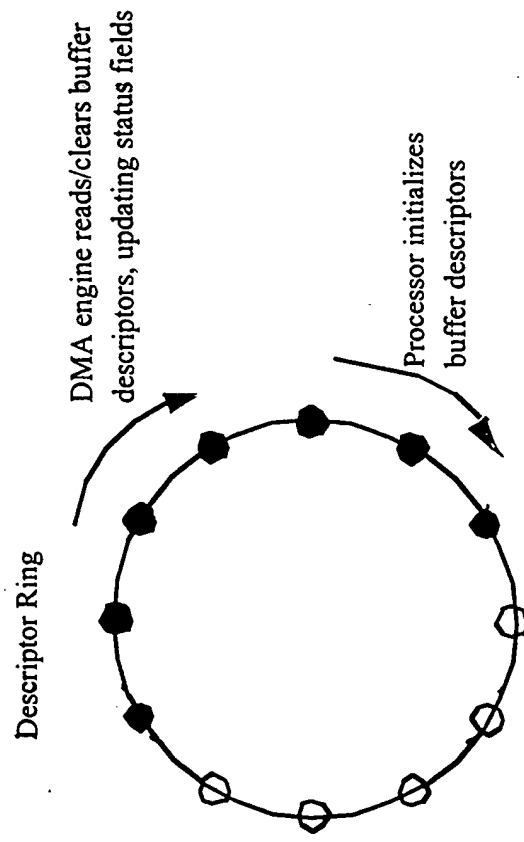 Descriptor Ring
DMA engine reads/clears buffer
descriptors, updating status fields
Processor initializes
buffer descriptors